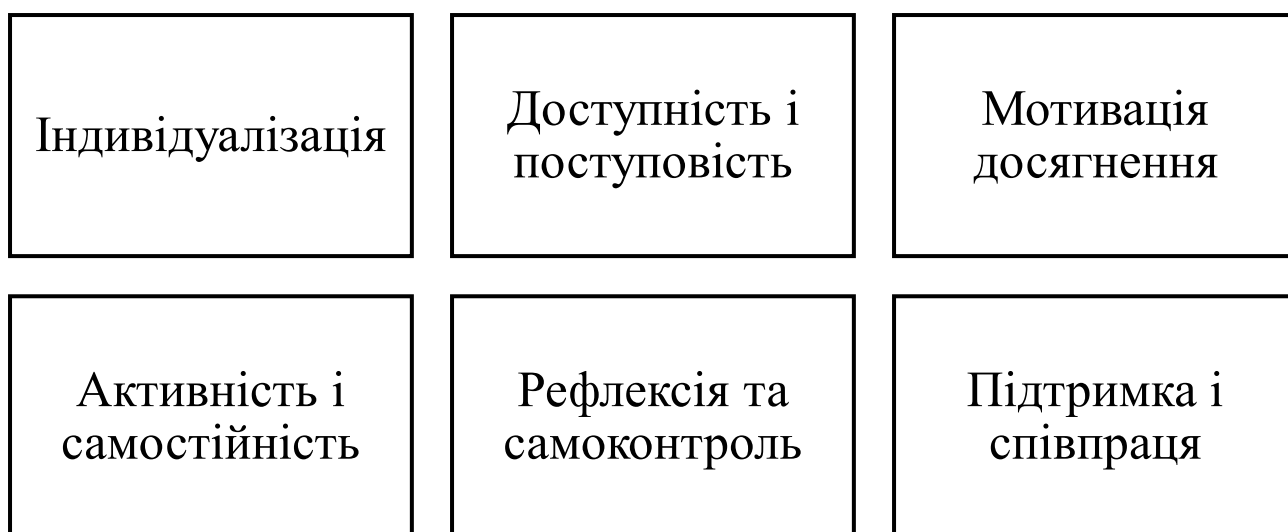 Індивідуалізація
Доступність і
поступовість
Мотивація
досягнення
Активність і
самостійність
Рефлексія та
самоконтроль
Підтримка і
співпраця